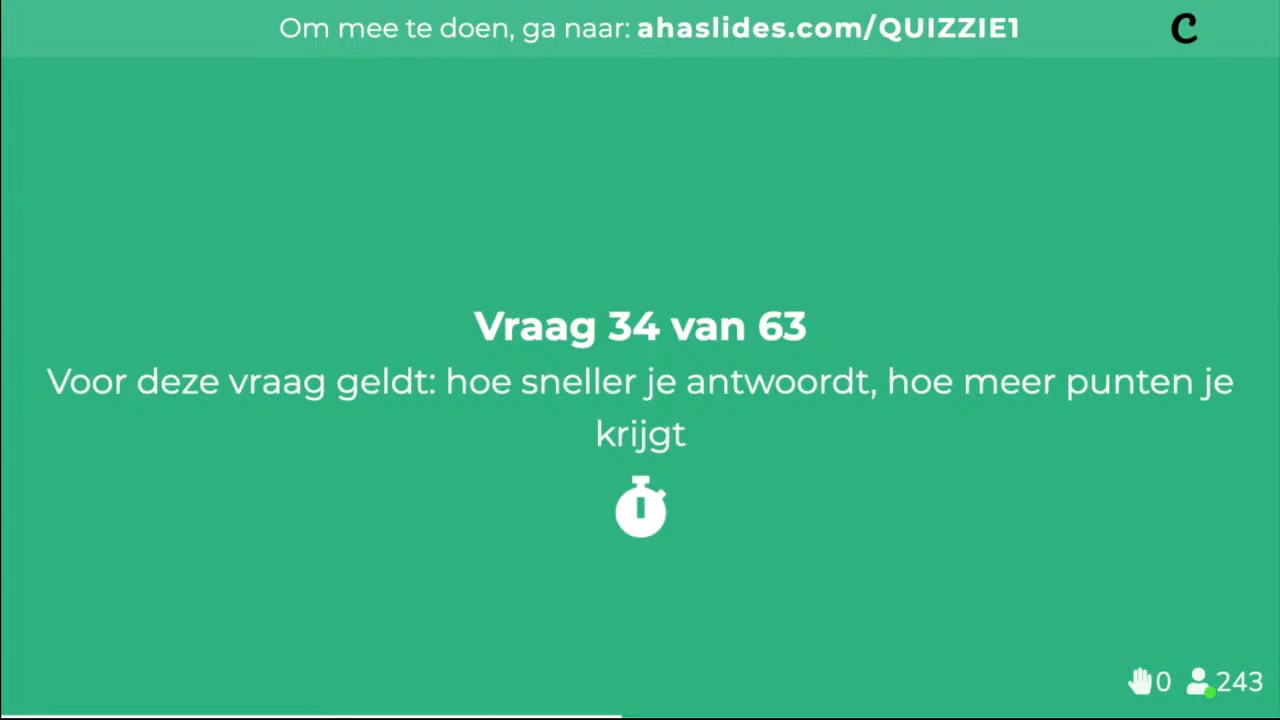 Om mee te doen, ga naar: ahaslides.com/QUIZZIE1
C
Vraag 34 van 63
Voor deze vraag geldt: hoe sneller je antwoordt, hoe meer punten je
krijgt
0 243